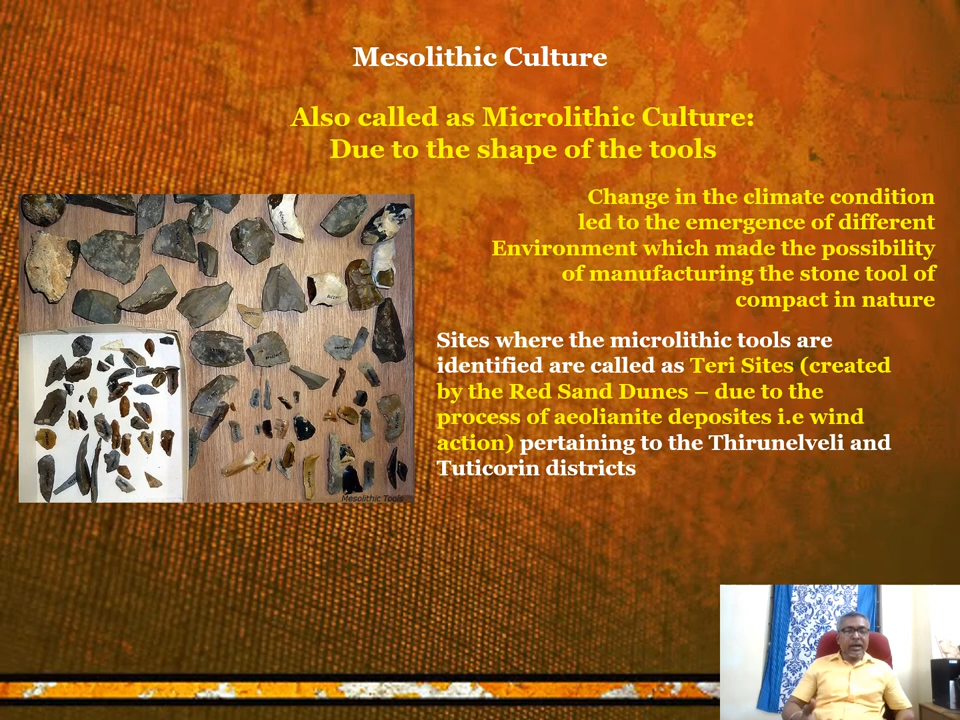 Mesolithic Culture
Also called as Microlithic Culture:
Due to the shape of the tools
Change in the climate condition
led to the emergence of different
Environment which made the possibility
of manufacturing the stone tool of
compact in nature
Sites where the microlithic tools are
identified are called as Teri Sites (created
by the Red Sand Dunes – due to the
process of aeolianite deposites i.e wind
action) pertaining to the Thirunelveli and
Tuticorin districts
Mesolithic Tools